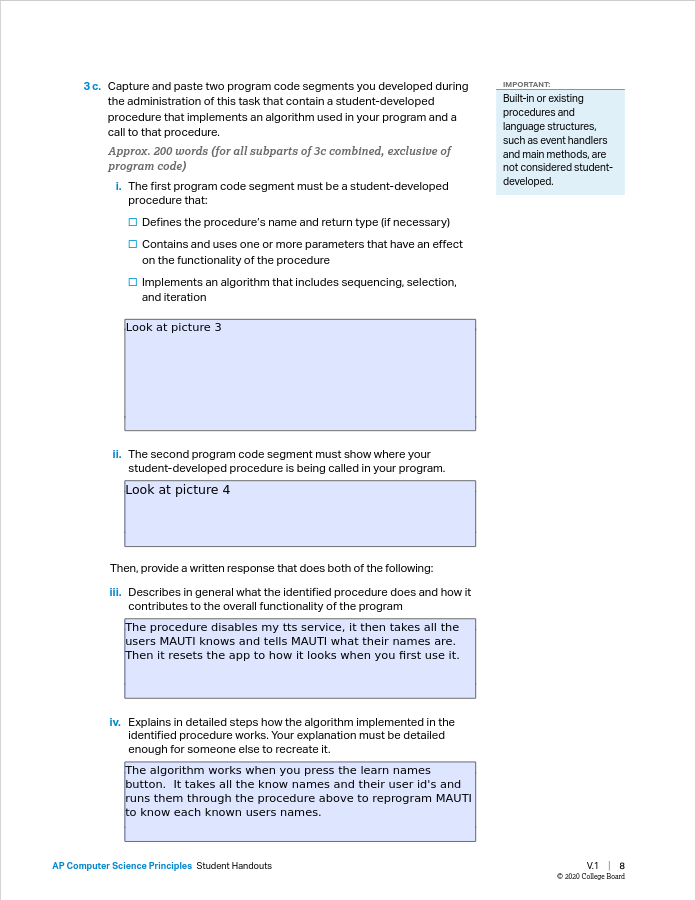 3 c. Capture and paste two program code segments you developed during
the administration of this task that contain a student-developed
procedure that implements an algorithm used in your program and a
call to that procedure.
Approx. 200 words (for all subparts of 3c combined, exclusive of
program code)
i. The first program code segment must be a student-developed
procedure that:
Defines the procedure's name and return type (if necessary)
Contains and uses one or more parameters that have an effect
on the functionality of the procedure
Implements an algorithm that includes sequencing, selection,
and iteration
Look at picture 3
ii. The second program code segment must show where your
student-developed procedure is being called in your program.
Look at picture 4
Then, provide a written response that does both of the following:
iii. Describes in general what the identified procedure does and how it
contributes to the overall functionality of the program
The procedure disables my tts service, it then takes all the
users MAUTI knows and tells MAUTI what their names are.
Then it resets the app to how it looks when you first use it.
iv. Explains in detailed steps how the algorithm implemented in the
identified procedure works. Your explanation must be detailed
enough for someone else to recreate it.
The algorithm works when you press the learn names
button.  It takes all the know names and their user id's and
runs them through the procedure above to reprogram MAUTI
to know each known users names.
IMPORTANT:
Built-in or existing
procedures and
language structures,
such as event handlers
and main methods, are
not considered student-
developed.
AP Computer Science Principles Student Handouts
V.1 | 8
© 2020 College Board